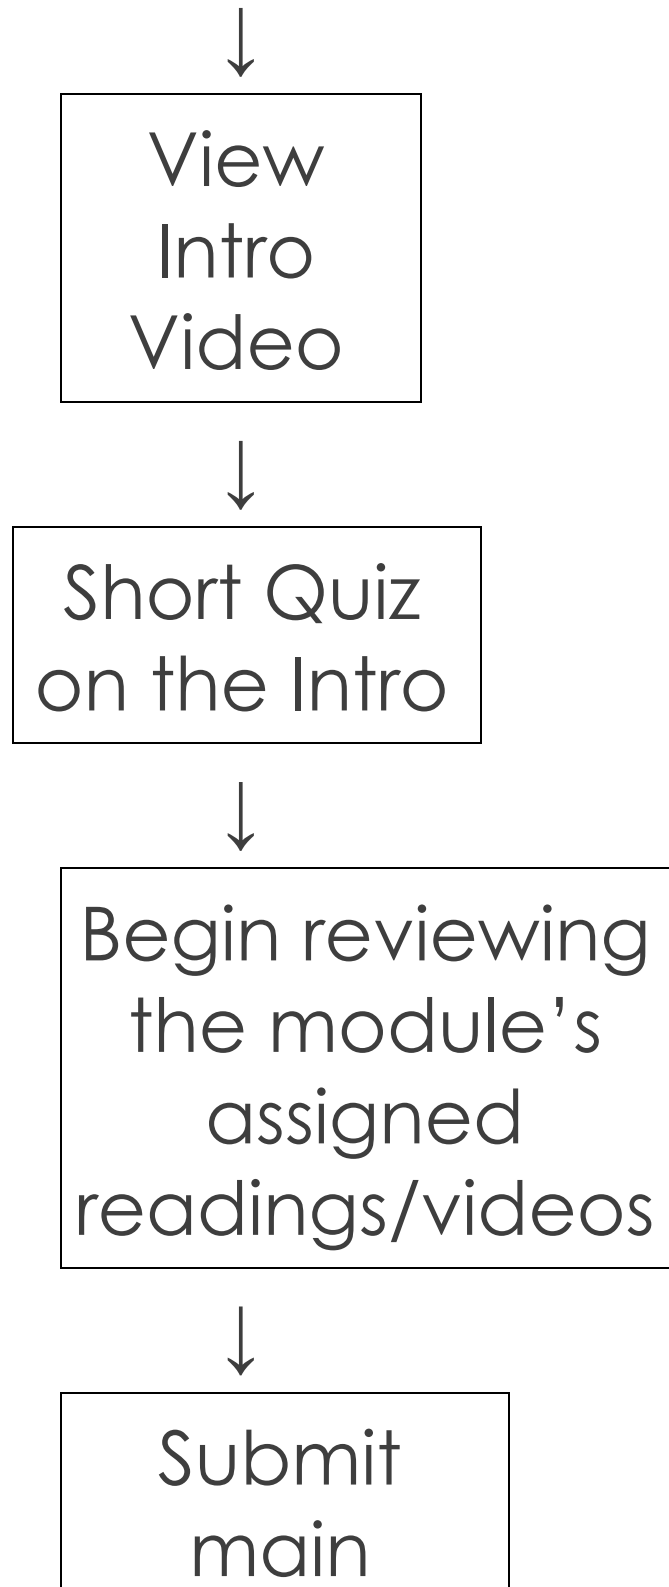 ↓
View
Intro
Video
↓
Short Quiz
on the Intro
↓
Begin reviewing
the module’s
assigned
readings/videos
↓
Submit
main